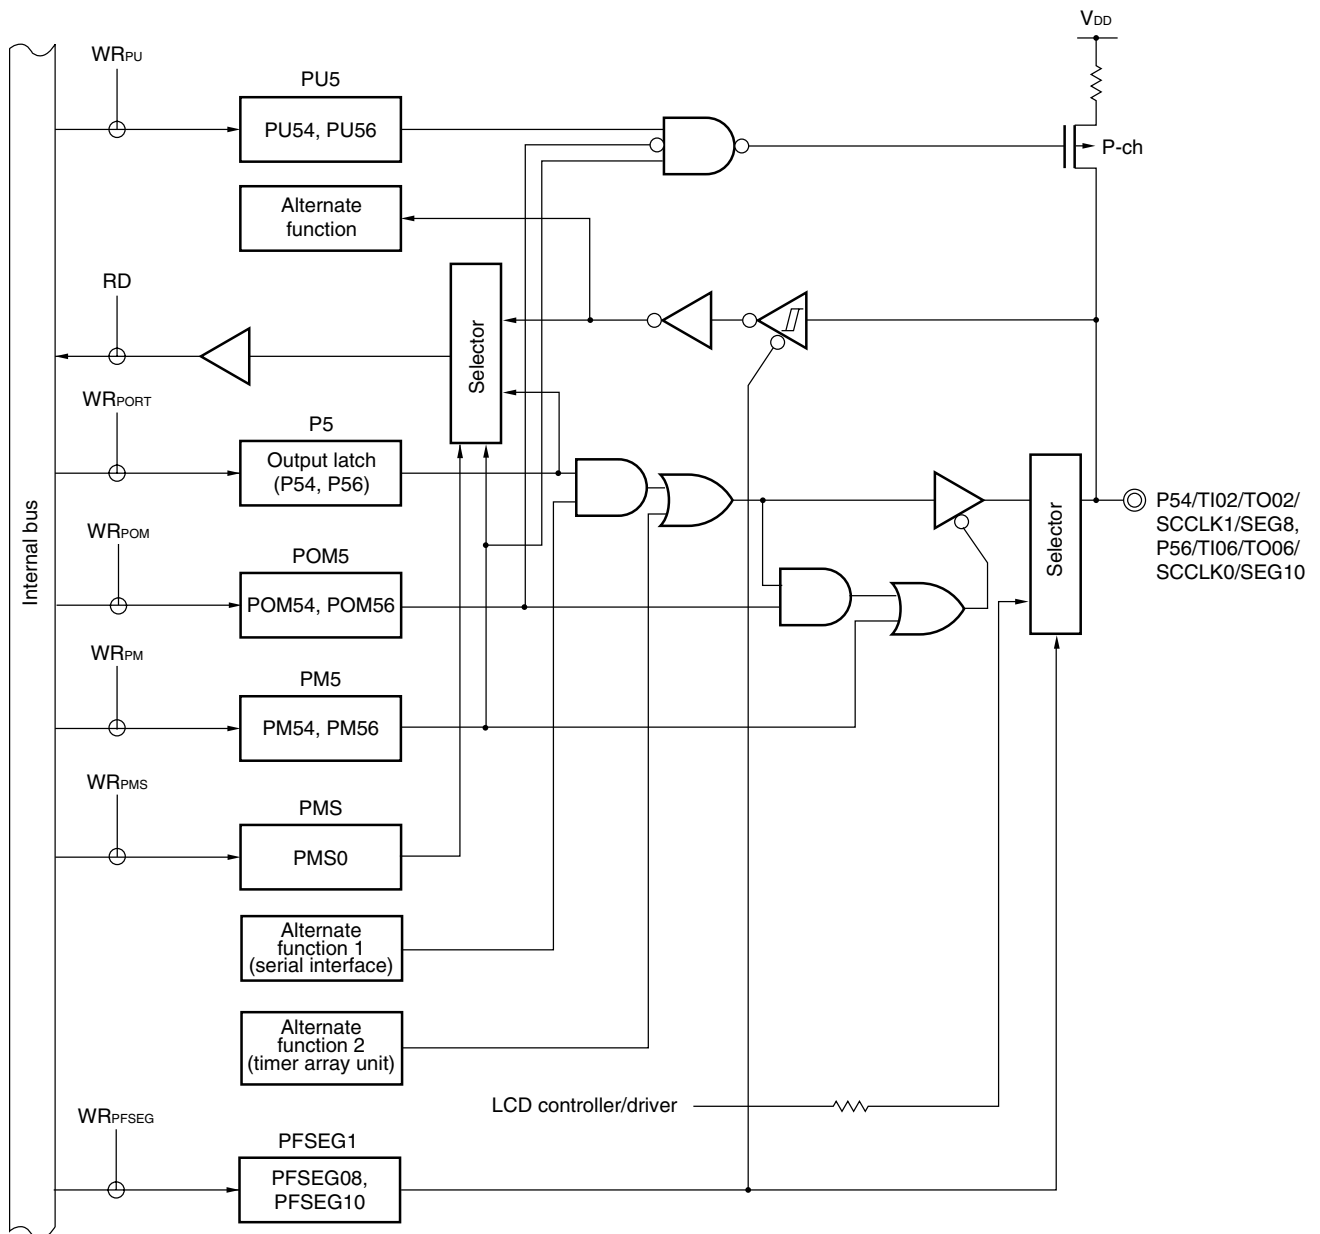 VDD
WRPU
PU5
PU54, PU56
P-ch
Alternate
function
RD
Selector
WRPORT
P5
Output latch
(P54, P56)
Selector
P54/TI02/TO02/
SCCLK1/SEG8,
P56/TI06/TO06/
SCCLK0/SEG10
Internal bus
WRPOM
POM5
POM54, POM56
WRPM
PM5
PM54, PM56
WRPMS
PMS
PMS0
Alternate
function 1
(serial interface)
Alternate
function 2
(timer array unit)
LCD controller/driver
WRPFSEG
PFSEG1
PFSEG08,
PFSEG10